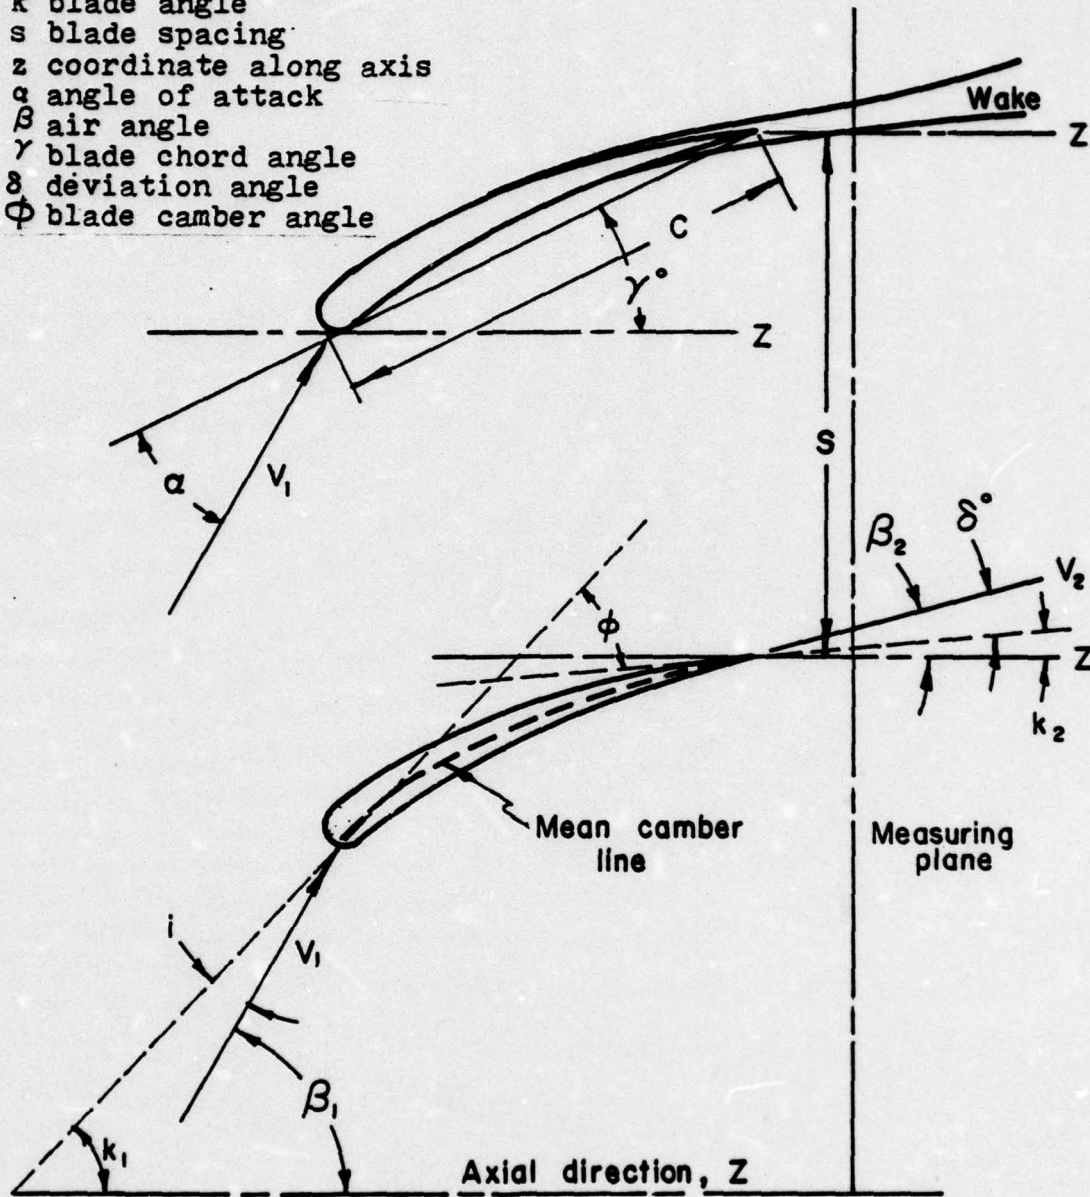 k blade angle
s blade spacing
z coordinate along axis
α angle of attack
β air angle
γ blade chord angle
δ deviation angle
ϕ blade camber angle
Wake
Z
C
γ°
Z
α
V₁
S
β₂
δ°
V₂
ϕ
Z
k₂
Mean camber
line
Measuring
plane
i
V₁
β₁
k₁
Axial direction, Z